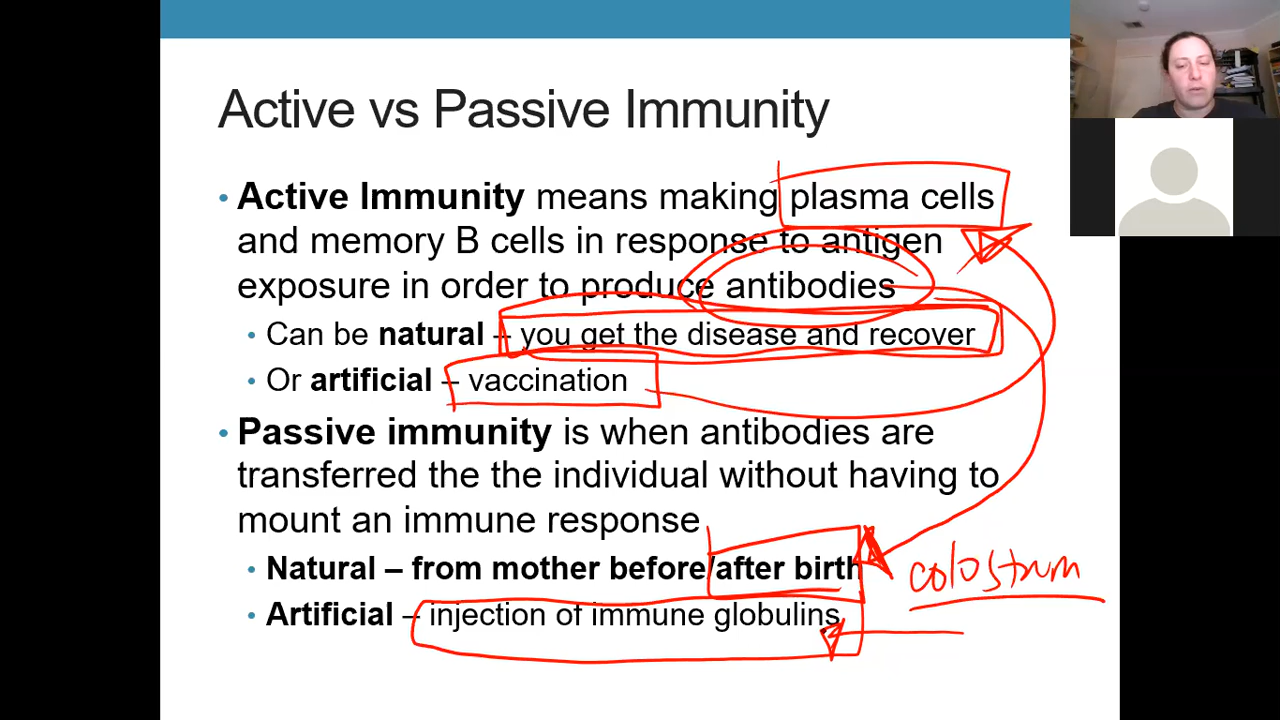 Active vs Passive Immunity
• Active Immunity means making plasma cells
and memory B cells in response to antigen
exposure in order to produce antibodies
• Can be natural – you get the disease and recover
• Or artificial – vaccination
• Passive immunity is when antibodies are
transferred the the individual without having to
mount an immune response
• Natural – from mother before/after birth
colostrum
• Artificial – injection of immune globulins